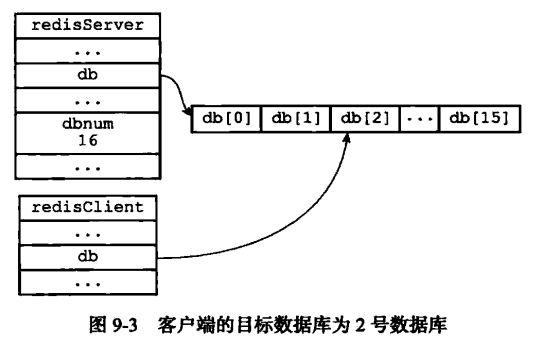 redisServer
...
db
...
dbnum
16
...
db[0] db[1] db[2] ... db[15]
redisClient
...
db
...
图 9-3 客户端的目标数据库为 2 号数据库